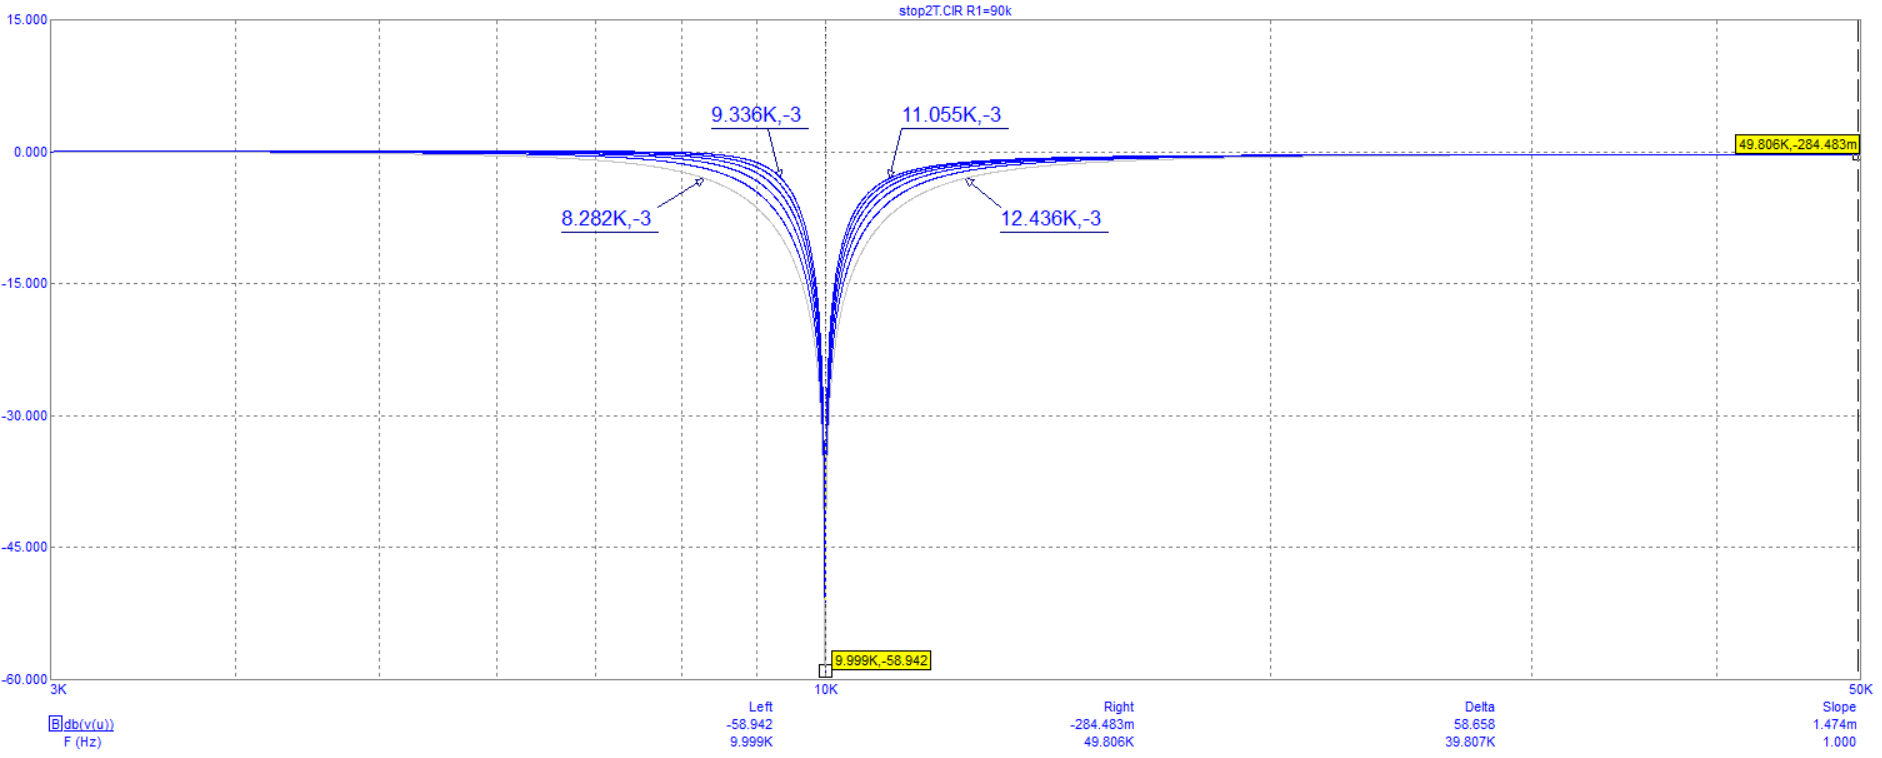 stop2T.CIR R1=90k
15.000
9.336K,-3 11.055K,-3
0.000
49.806K,-284.483m
8.282K,-3 12.436K,-3
-15.000
-30.000
-45.000
9.999K,-58.942
-60.000
3K 10K 50K
Left Right Delta Slope
B db(v(u)) -58.942 -284.483m 58.658 1.474m
F (Hz) 9.999K 49.806K 39.807K 1.000